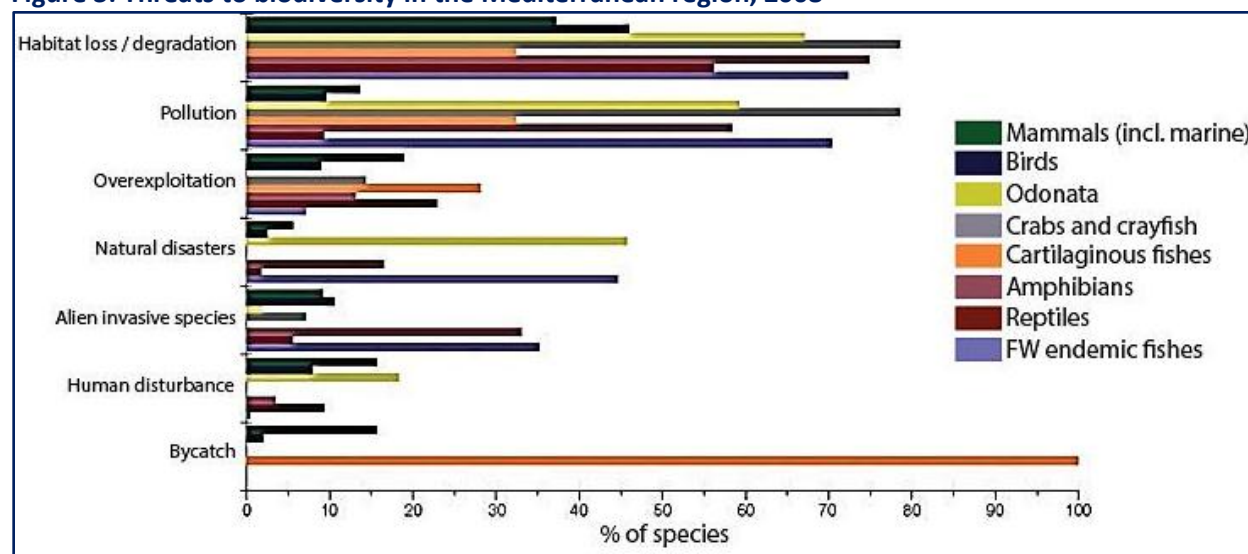 Habitat loss / degradation
Pollution
Overexploitation
Natural disasters
Alien invasive species
Human disturbance
Bycatch
Mammals (incl. marine)
Birds
Odonata
Crabs and crayfish
Cartilaginous fishes
Amphibians
Reptiles
FW endemic fishes
0 10 20 30 40 50 60 70 80 90 100
% of species